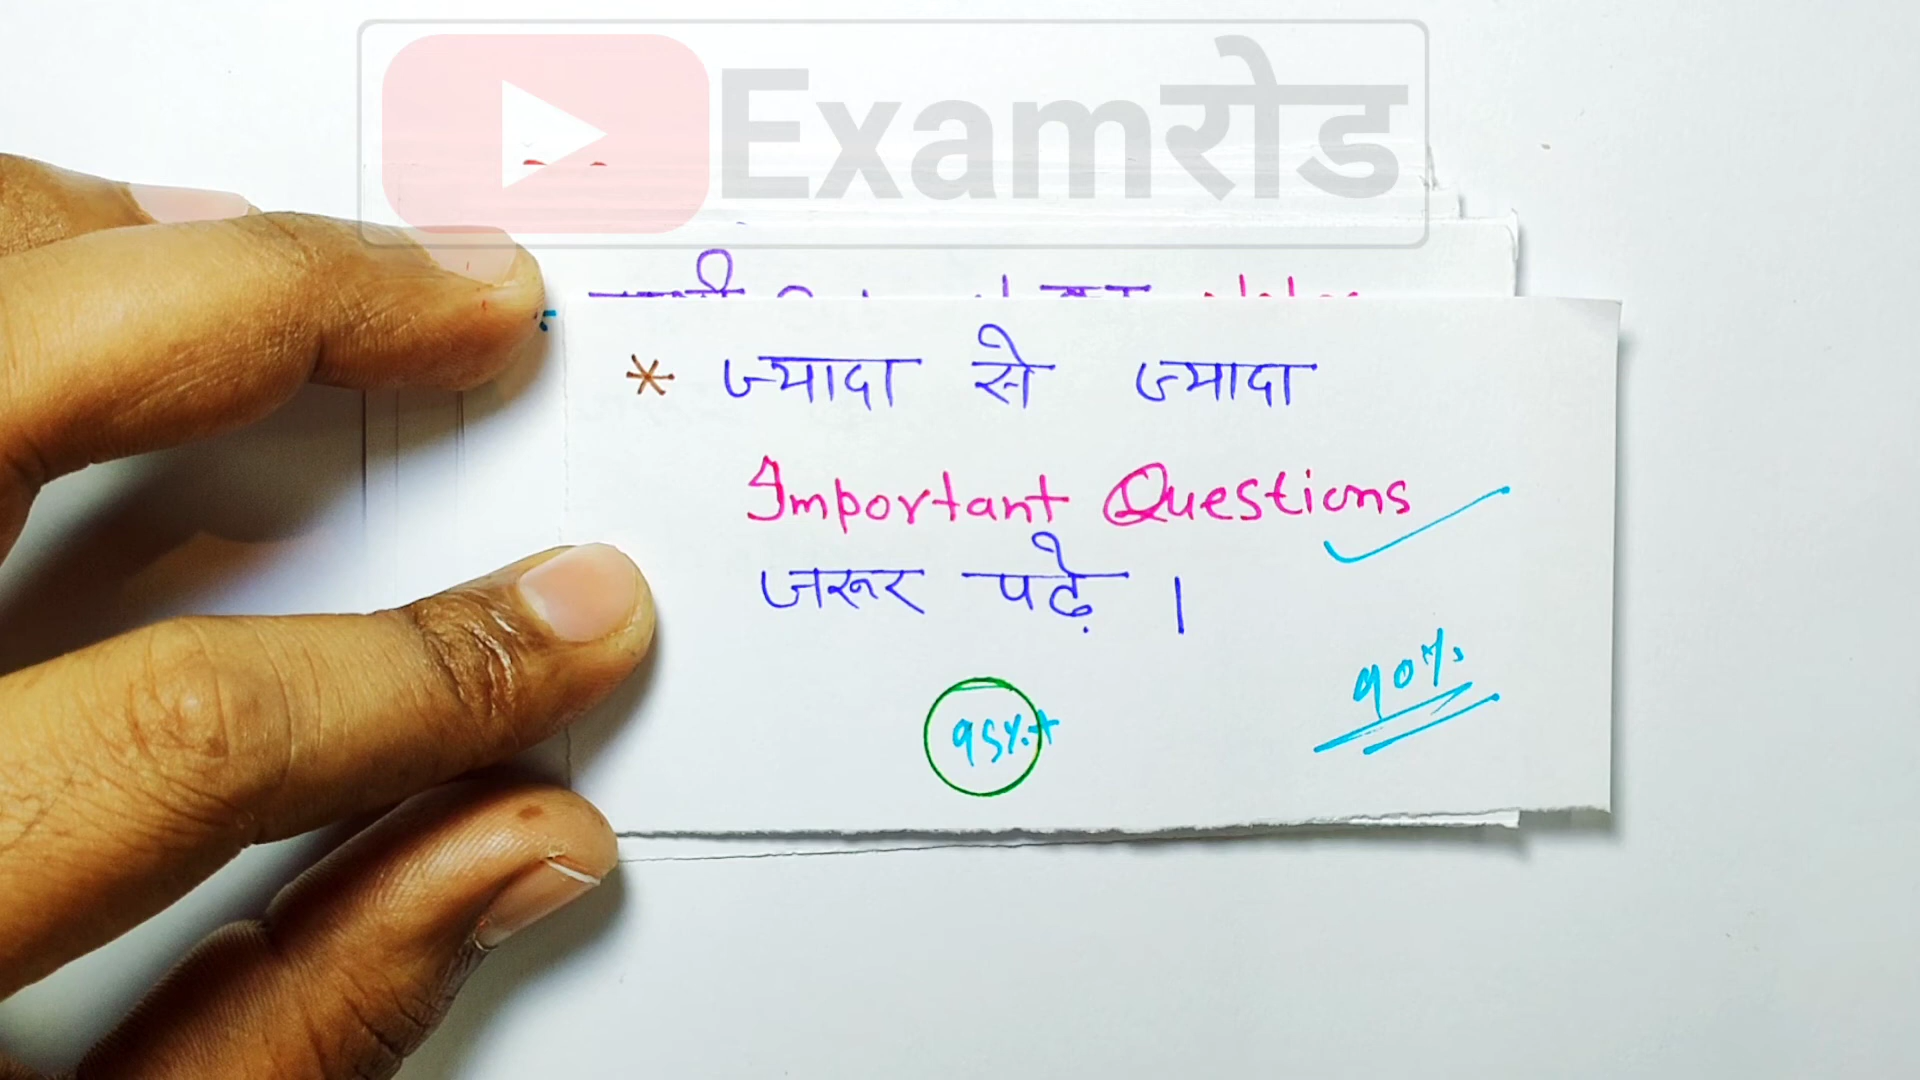 Examरोड
* ज्यादा से ज्यादा
Important Questions
जरूर पढ़े ।
90%
95%+